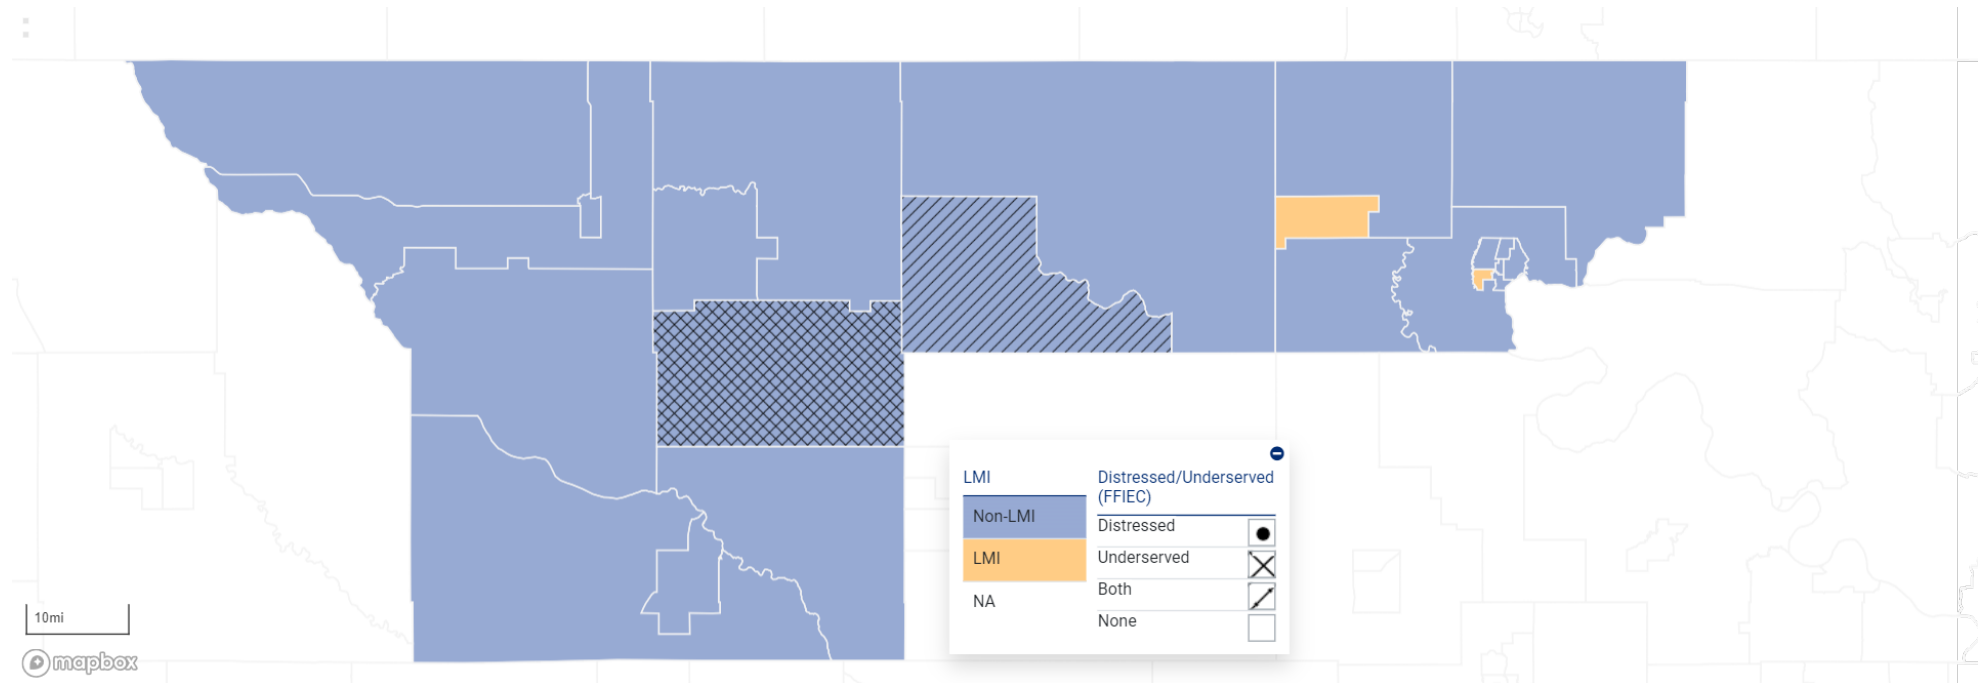 LMI
Non-LMI
LMI
NA
Distressed/Underserved
(FFIEC)
Distressed
Underserved
Both
None
10mi
mapbox